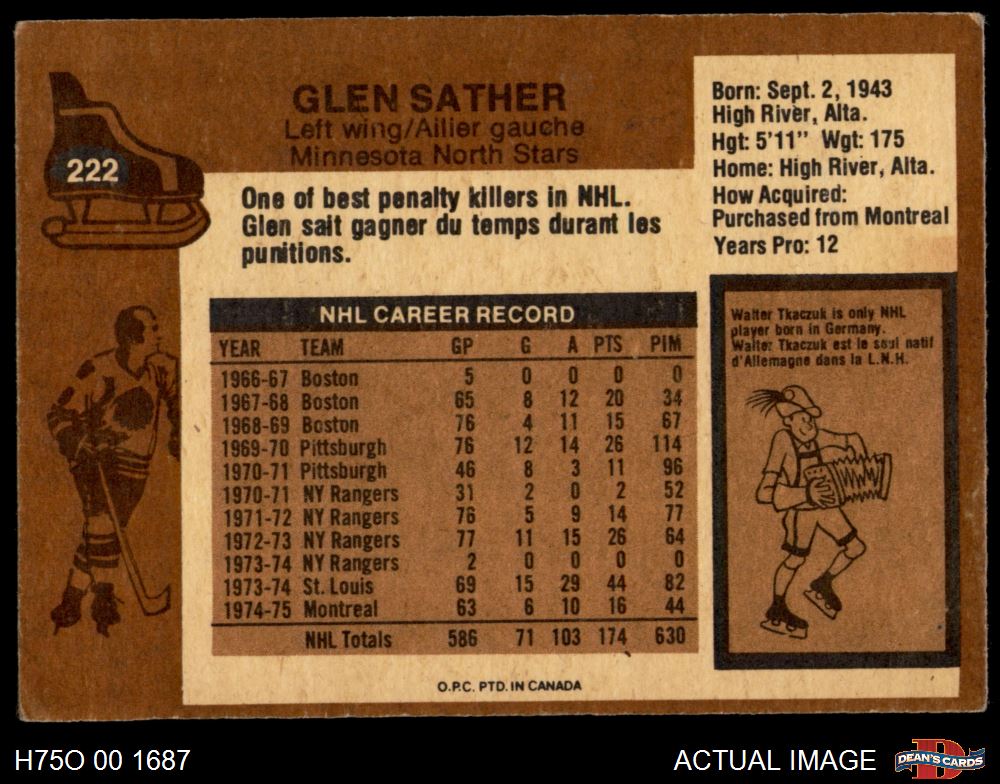 GLEN SATHER
Left wing/Ailier gauche
Minnesota North Stars
222
One of best penalty killers in NHL.
Glen sait gagner du temps durant les
punitions.
Born: Sept. 2, 1943
High River, Alta.
Hgt: 5'11" Wgt: 175
Home: High River, Alta.
How Acquired:
Purchased from Montreal
Years Pro: 12
NHL CAREER RECORD
YEAR TEAM GP G A PTS PIM
1966-67 Boston 5 0 0 0 0
1967-68 Boston 65 8 12 20 34
1968-69 Boston 76 4 11 15 67
1969-70 Pittsburgh 76 12 14 26 114
1970-71 Pittsburgh 46 8 3 11 96
1970-71 NY Rangers 31 2 0 2 52
1971-72 NY Rangers 76 5 9 14 77
1972-73 NY Rangers 77 11 15 26 64
1973-74 NY Rangers 2 0 0 0 0
1973-74 St. Louis 69 15 29 44 82
1974-75 Montreal 63 6 10 16 44
NHL Totals 586 71 103 174 630
Walter Tkaczuk is only NHL
player born in Germany.
Walter Tkaczuk est le seul natif
d'Allemagne dans la L.N.H.
O.P.C. PTD. IN CANADA
H75O 00 1687
ACTUAL IMAGE
D
DEAN'S CARDS